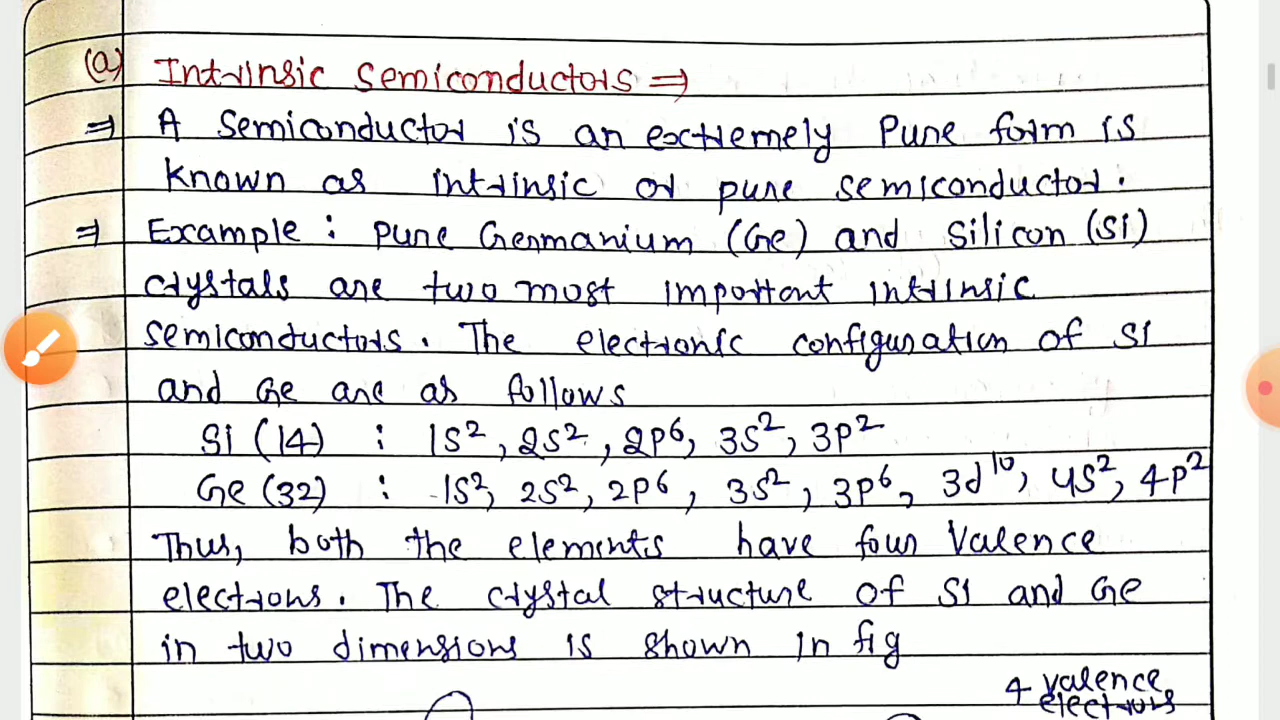 (a) Intrinsic Semiconductors ⇒
⇒ A Semiconductor is an extremely Pure form is
known as intrinsic or pure semiconductor.
⇒ Example : Pure Germanium (Ge) and Silicon (Si)
crystals are two most important intrinsic
semiconductors. The electronic configuration of Si
and Ge are as follows
Si (14) : 1S², 2S², 2P⁶, 3S², 3P²
Ge (32) : 1S², 2S², 2P⁶, 3S², 3P⁶, 3d¹⁰, 4S², 4P²
Thus, both the elements have four Valence
electrons. The crystal structure of Si and Ge
in two dimensions is shown in fig
4 valence
electrons